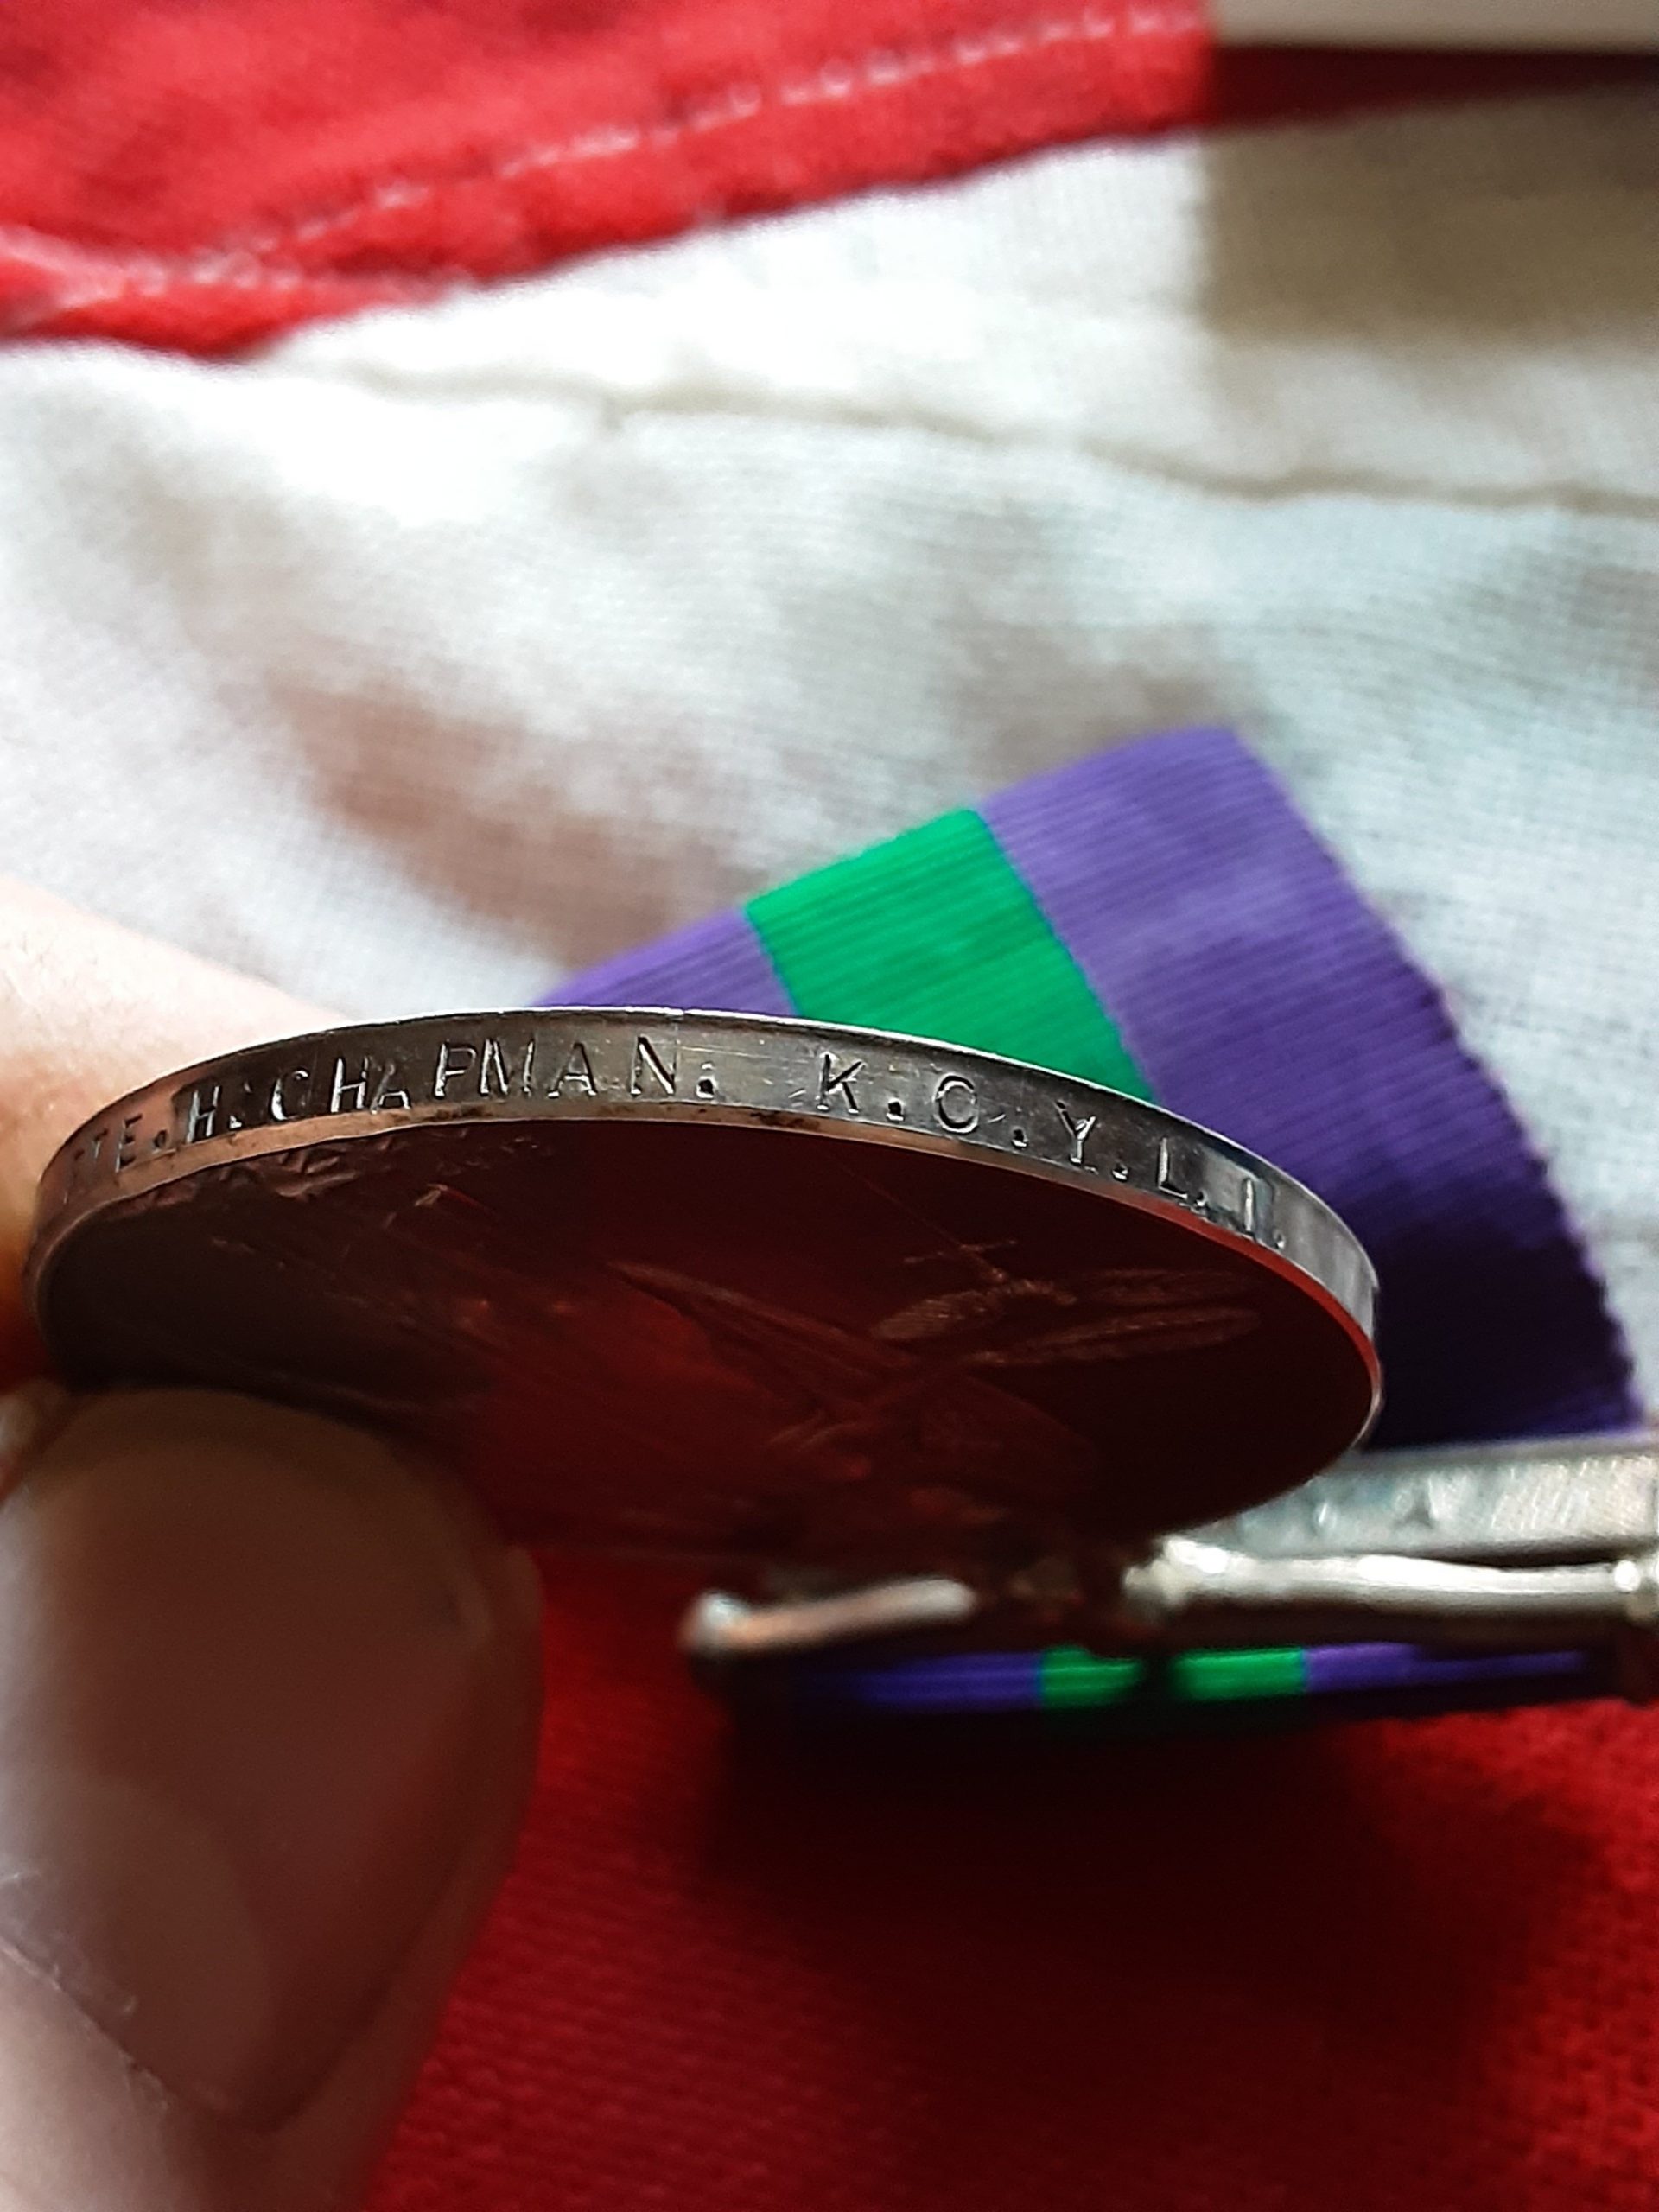 PTE. H. CHAPMAN. K.O.Y.L.I.